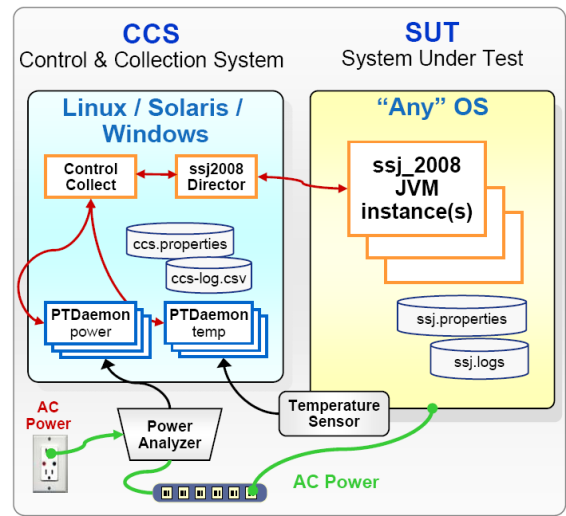 CCS
Control & Collection System
SUT
System Under Test
Linux / Solaris /
Windows
“Any” OS
Control
Collect
ssj2008
Director
ssj_2008
JVM
instance(s)
ccs.properties
ccs-log.csv
PTDaemon
power
PTDaemon
temp
ssj.properties
ssj.logs
AC
Power
Power
Analyzer
Temperature
Sensor
AC Power